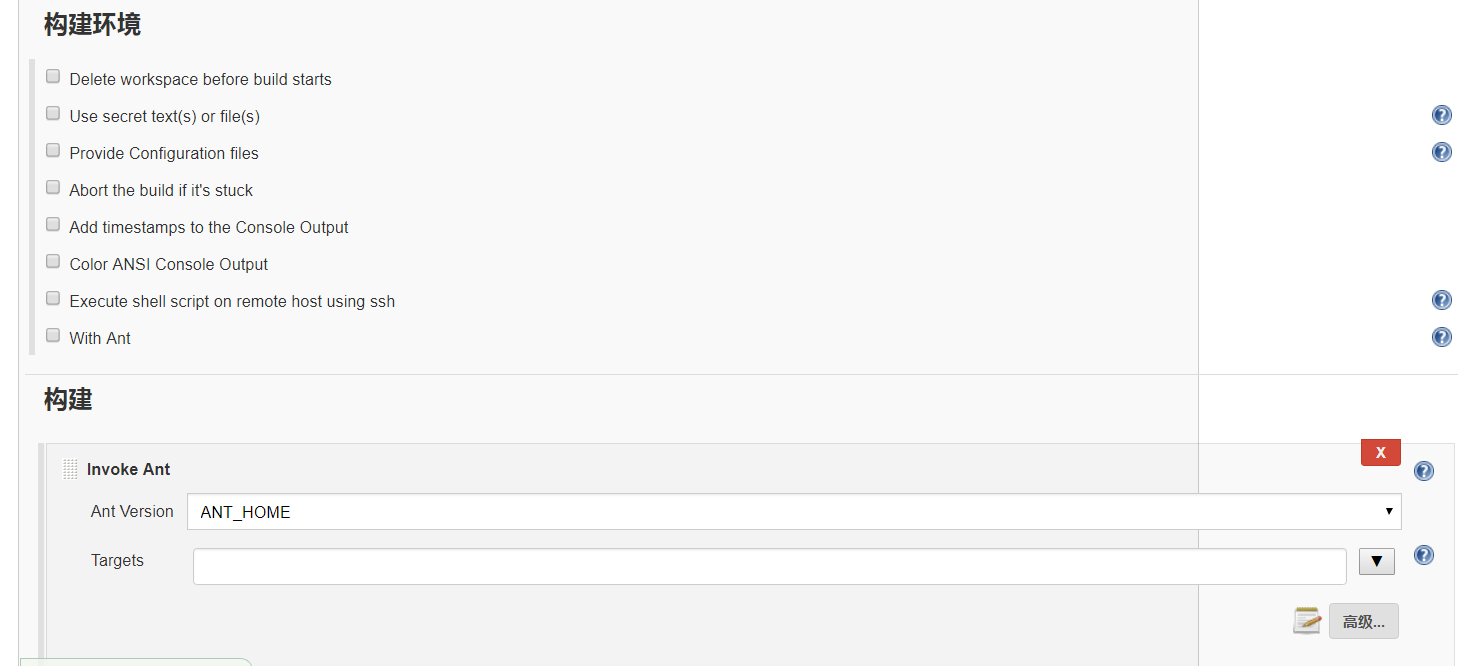 构建环境
Delete workspace before build starts
Use secret text(s) or file(s)
Provide Configuration files
Abort the build if it's stuck
Add timestamps to the Console Output
Color ANSI Console Output
Execute shell script on remote host using ssh
With Ant
构建
X
Invoke Ant
Ant Version ANT_HOME
Targets
高级...